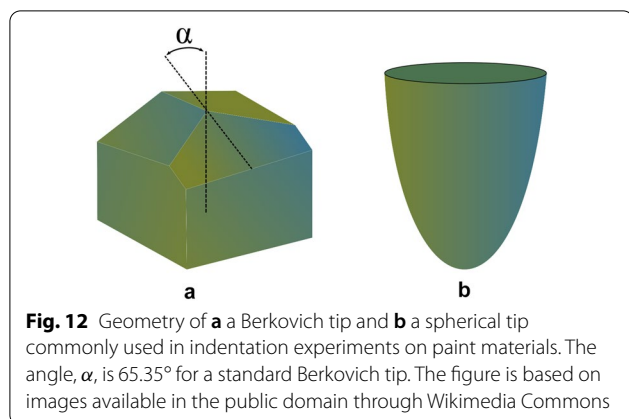 α
a
b
Fig. 12 Geometry of a a Berkovich tip and b a spherical tip
commonly used in indentation experiments on paint materials. The
angle, α, is 65.35° for a standard Berkovich tip. The figure is based on
images available in the public domain through Wikimedia Commons